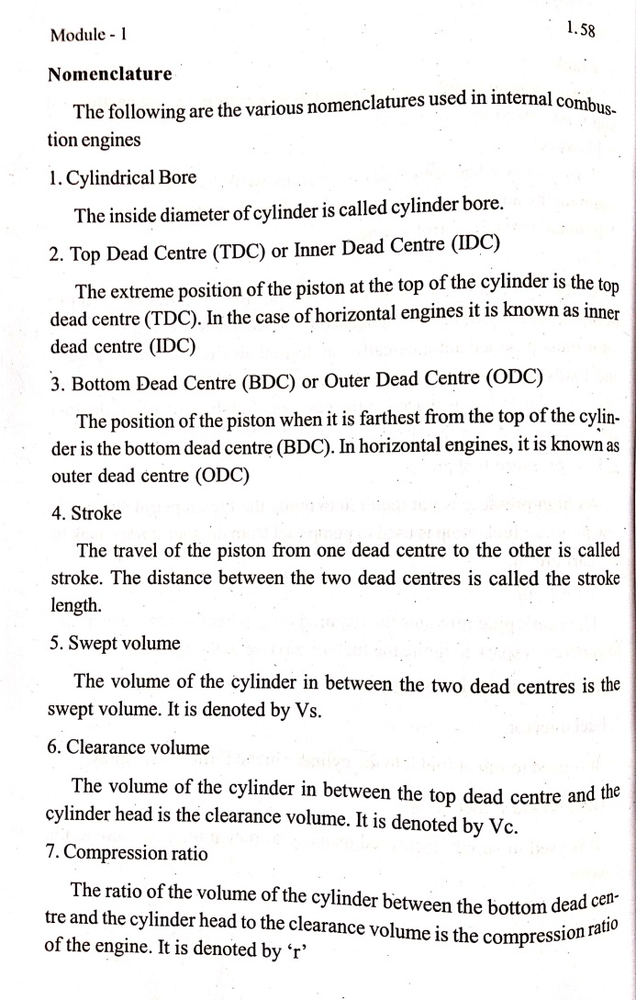 Module - 1
1.58
Nomenclature
The following are the various nomenclatures used in internal combus-
tion engines
1. Cylindrical Bore
The inside diameter of cylinder is called cylinder bore.
2. Top Dead Centre (TDC) or Inner Dead Centre (IDC)
The extreme position of the piston at the top of the cylinder is the top
dead centre (TDC). In the case of horizontal engines it is known as inner
dead centre (IDC)
3. Bottom Dead Centre (BDC) or Outer Dead Centre (ODC)
The position of the piston when it is farthest from the top of the cylin-
der is the bottom dead centre (BDC). In horizontal engines, it is known as
outer dead centre (ODC)
4. Stroke
The travel of the piston from one dead centre to the other is called
stroke. The distance between the two dead centres is called the stroke
length.
5. Swept volume
The volume of the cylinder in between the two dead centres is the
swept volume. It is denoted by Vs.
6. Clearance volume
The volume of the cylinder in between the top dead centre and the
cylinder head is the clearance volume. It is denoted by Vc.
7. Compression ratio
The ratio of the volume of the cylinder between the bottom dead cen-
tre and the cylinder head to the clearance volume is the compression ratio
of the engine. It is denoted by ‘r’